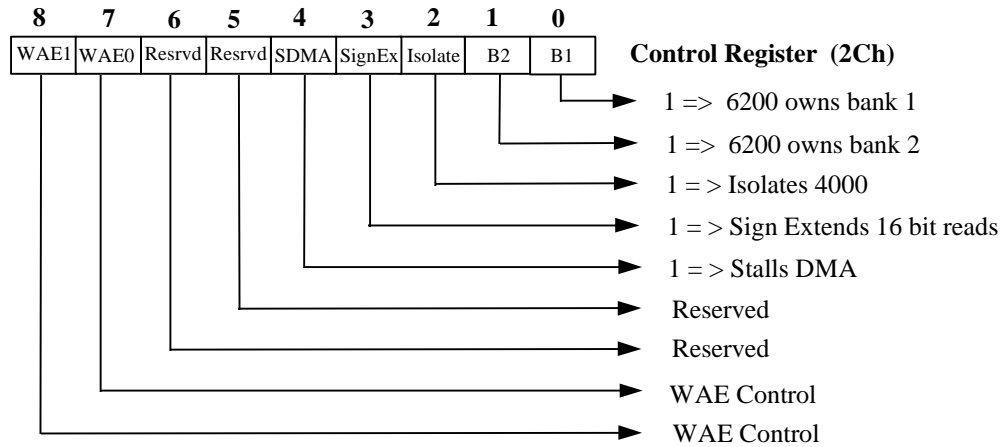 8 7 6 5 4 3 2 1 0
WAE1 WAE0 Resrvd Resrvd SDMA SignEx Isolate B2 B1 Control Register (2Ch)
1 => 6200 owns bank 1
1 => 6200 owns bank 2
1 = > Isolates 4000
1 = > Sign Extends 16 bit reads
1 = > Stalls DMA
Reserved
Reserved
WAE Control
WAE Control